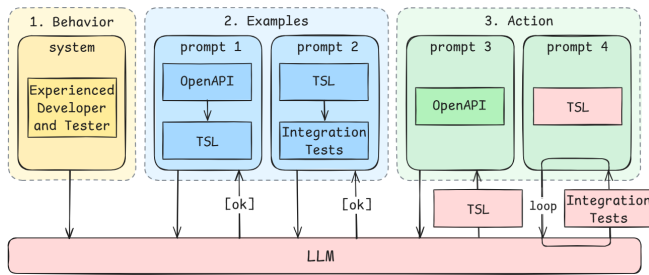 1. Behavior
2. Examples
3. Action
system
prompt 1
prompt 2
prompt 3
prompt 4
Experienced
Developer
and Tester
OpenAPI
TSL
TSL
Integration
Tests
OpenAPI
TSL
[ok]
[ok]
TSL
loop
Integration
Tests
LLM